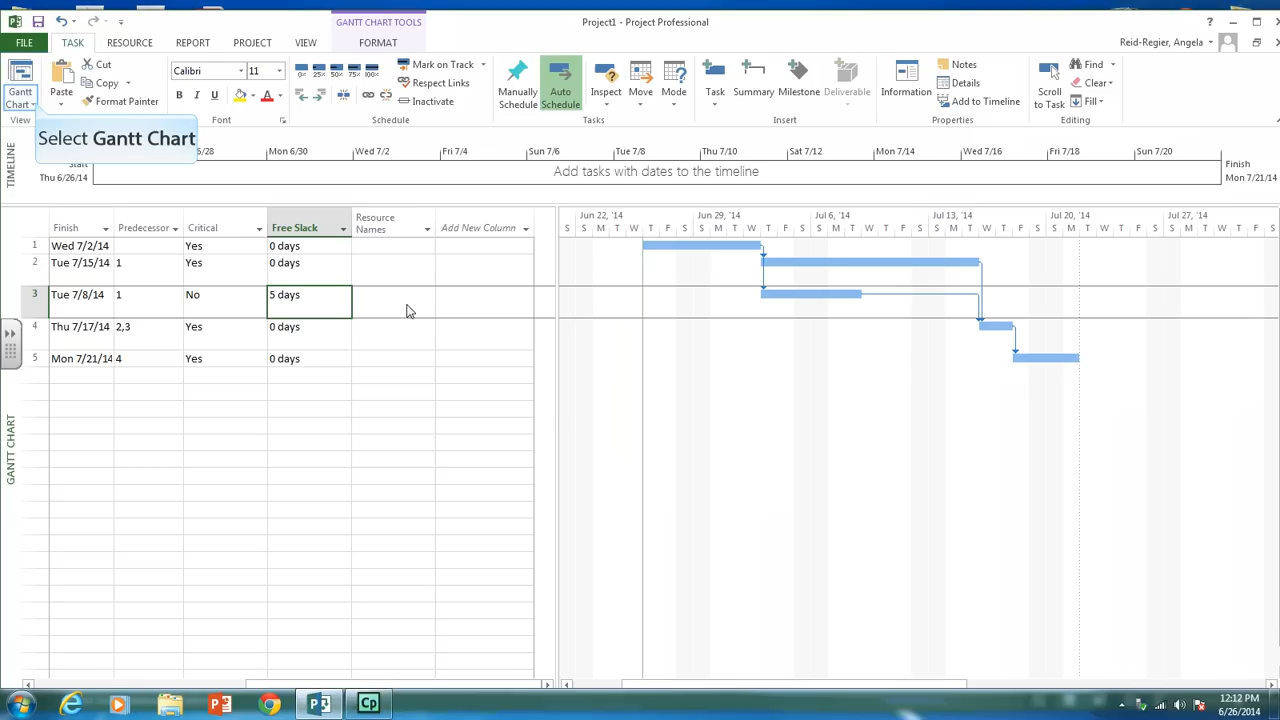 GANTT CHART TOOLS
Project1 - Project Professional
?
FILE
TASK
RESOURCE
REPORT
PROJECT
VIEW
FORMAT
Reid-Regier, Angela
Gantt
Chart
Paste
Cut
Copy
Format Painter
Calibri
11
B I U A
Mark on Track
Respect Links
Inactivate
Manually
Schedule
Auto
Schedule
Inspect
Move
Mode
Task
Summary
Milestone
Deliverable
Information
Notes
Details
Add to Timeline
Scroll
to Task
Find
Clear
Fill
View
Font
Schedule
Tasks
Insert
Properties
Editing
Select Gantt Chart
TIMELINE
6/28
Mon 6/30
Wed 7/2
Fri 7/4
Sun 7/6
Tue 7/8
Thu 7/10
Sat 7/12
Mon 7/14
Wed 7/16
Fri 7/18
Sun 7/20
Start
Thu 6/26/14
Add tasks with dates to the timeline
Finish
Mon 7/21/14
Finish
Predecessor
Critical
Free Slack
Resource
Names
Add New Column
Jun 22, '14
Jun 29, '14
Jul 6, '14
Jul 13, '14
Jul 20, '14
Jul 27, '14
S S M T W T F S S M T W T F S S M T W T F S S M T W T F S S M T W T F S S M T W T F S
1 Wed 7/2/14 Yes 0 days
2 Tue 7/15/14 1 Yes 0 days
3 Tue 7/8/14 1 No 5 days
4 Thu 7/17/14 2,3 Yes 0 days
5 Mon 7/21/14 4 Yes 0 days
GANTT CHART
Cp
12:12 PM
6/26/2014